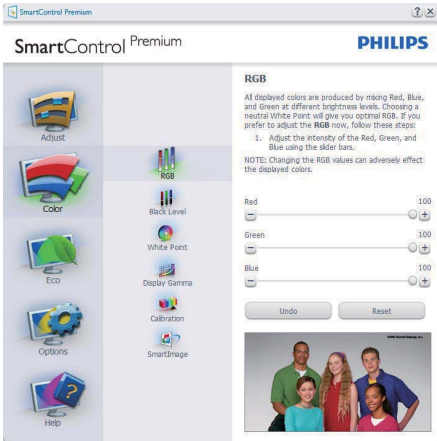 SmartControl Premium
? x
SmartControl Premium
PHILIPS
Adjust
Color
Eco
Options
Help
RGB
Black Level
White Point
Display Gamma
Calibration
SmartImage
RGB
All displayed colors are produced by mixing Red, Blue,
and Green at different brightness levels. Choosing a
neutral White Point will give you optimal RGB. If you
prefer to adjust the RGB now, follow these steps:
1. Adjust the intensity of the Red, Green, and
Blue using the slider bars.
NOTE: Changing the RGB values can adversely effect
the displayed colors.
Red 100
Green 100
Blue 100
Undo Reset